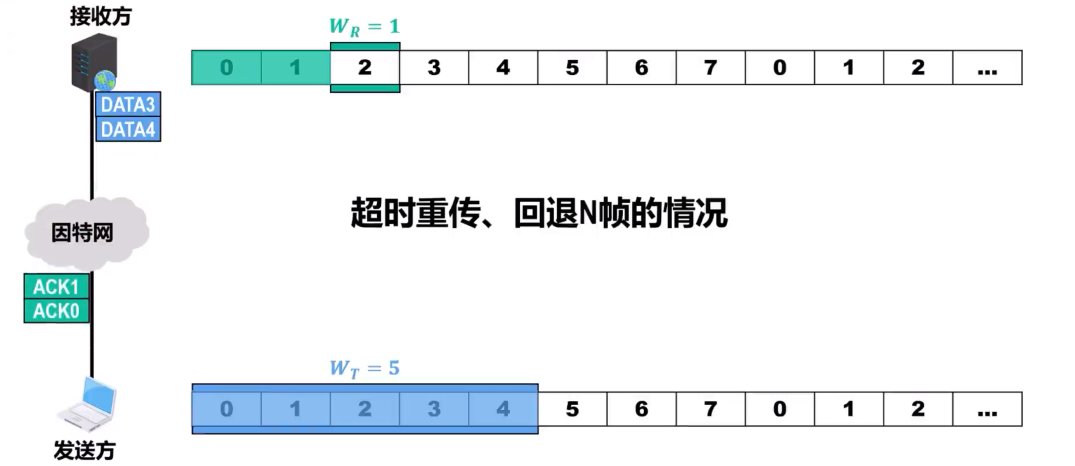 接收方
W_R = 1
0 1 2 3 4 5 6 7 0 1 2 ...
DATA3
DATA4
超时重传、回退N帧的情况
因特网
ACK1
ACK0
W_T = 5
0 1 2 3 4 5 6 7 0 1 2 ...
发送方